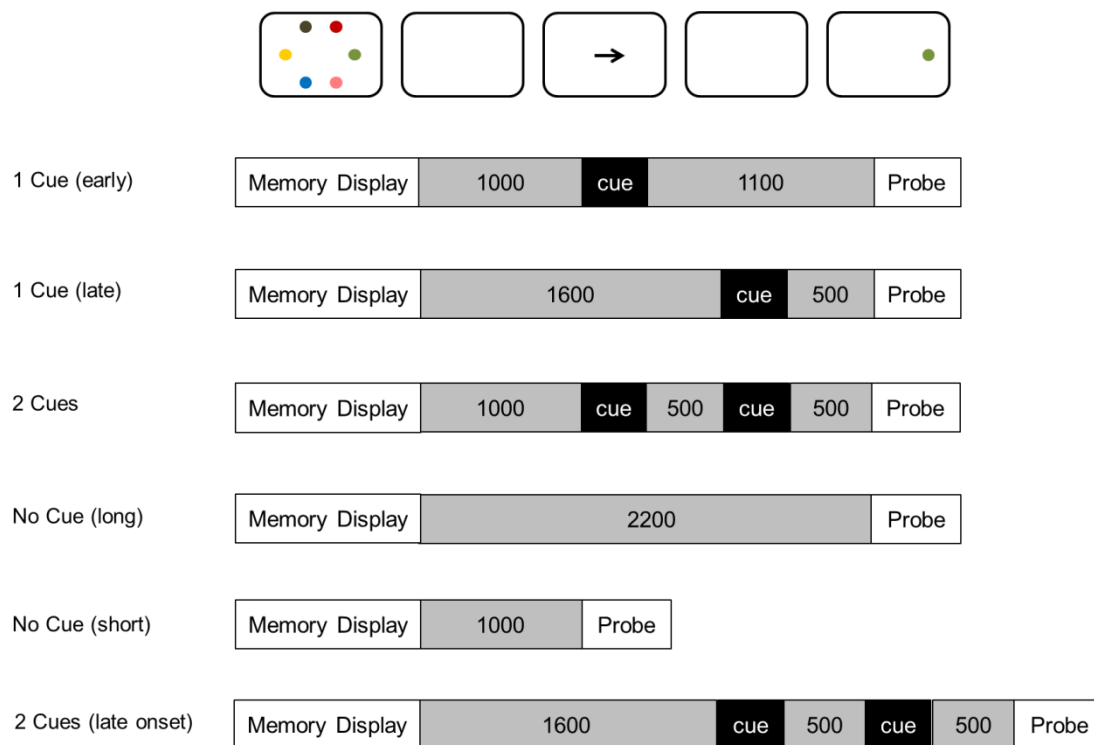 1 Cue (early) Memory Display 1000 cue 1100 Probe
1 Cue (late) Memory Display 1600 cue 500 Probe
2 Cues Memory Display 1000 cue 500 cue 500 Probe
No Cue (long) Memory Display 2200 Probe
No Cue (short) Memory Display 1000 Probe
2 Cues (late onset) Memory Display 1600 cue 500 cue 500 Probe